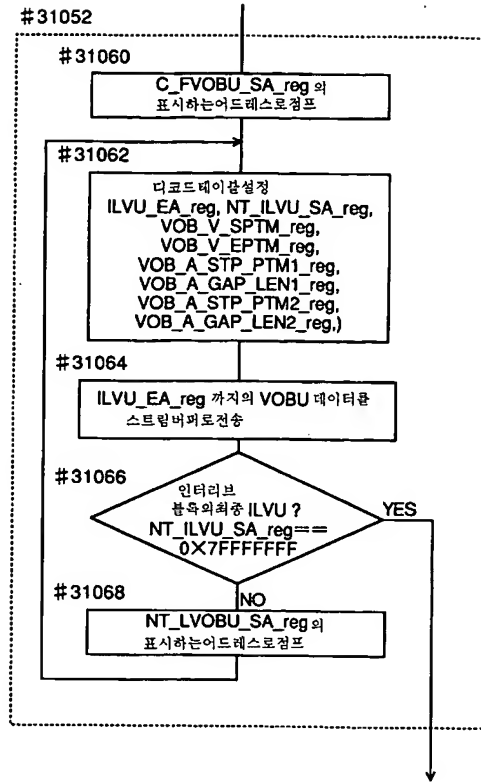 #31052
#31060
C_FVOBU_SA_reg 의
표시하는어드레스로점프
#31062
디코드테이블설정
ILVU_EA_reg, NT_ILVU_SA_reg,
VOB_V_SPTM_reg,
VOB_V_EPTM_reg,
VOB_A_STP_PTM1_reg,
VOB_A_GAP_LEN1_reg,
VOB_A_STP_PTM2_reg,
VOB_A_GAP_LEN2_reg,)
#31064
ILVU_EA_reg 까지의 VOBU 데이터를
스트림버퍼로전송
#31066
인터리브
블록의최종 ILVU ?
NT_ILVU_SA_reg==
0X7FFFFFFF
YES
NO
#31068
NT_LVOBU_SA_reg 의
표시하는어드레스로점프